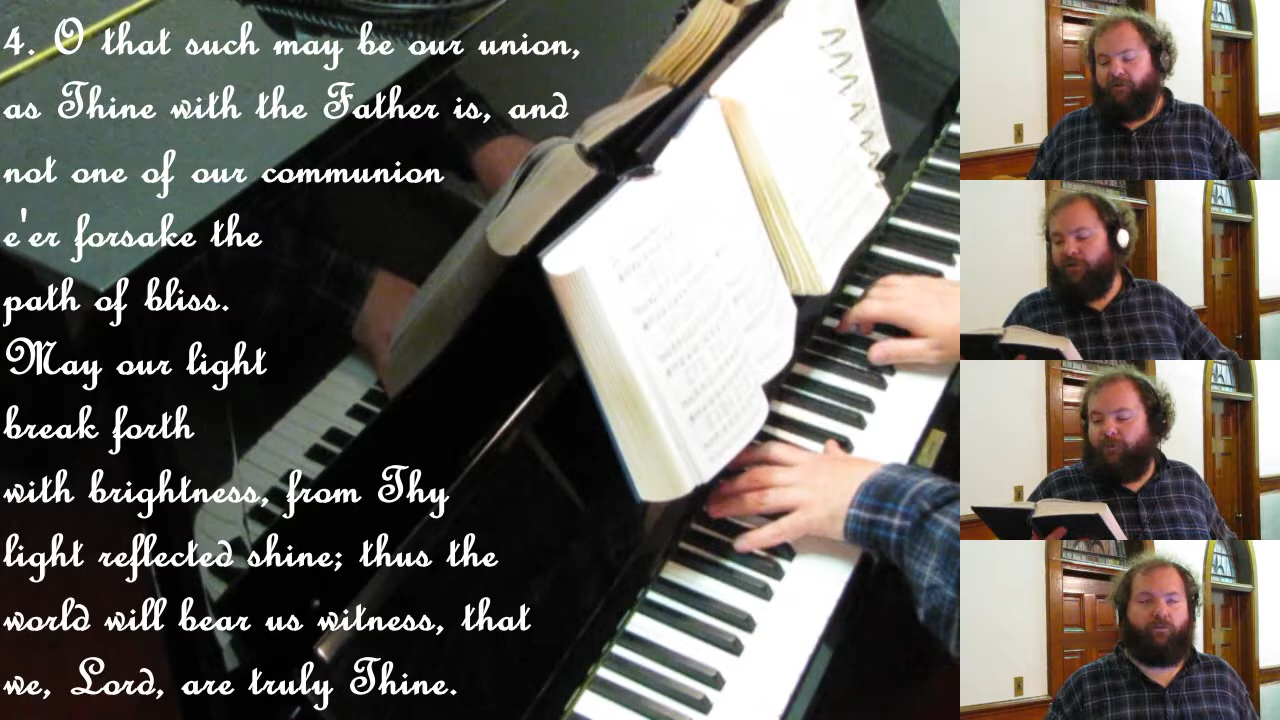 4. O that such may be our union,
as Thine with the Father is, and
not one of our communion
e'er forsake the
path of bliss.
May our light
break forth
with brightness, from Thy
light reflected shine; thus the
world will bear us witness, that
we, Lord, are truly Thine.